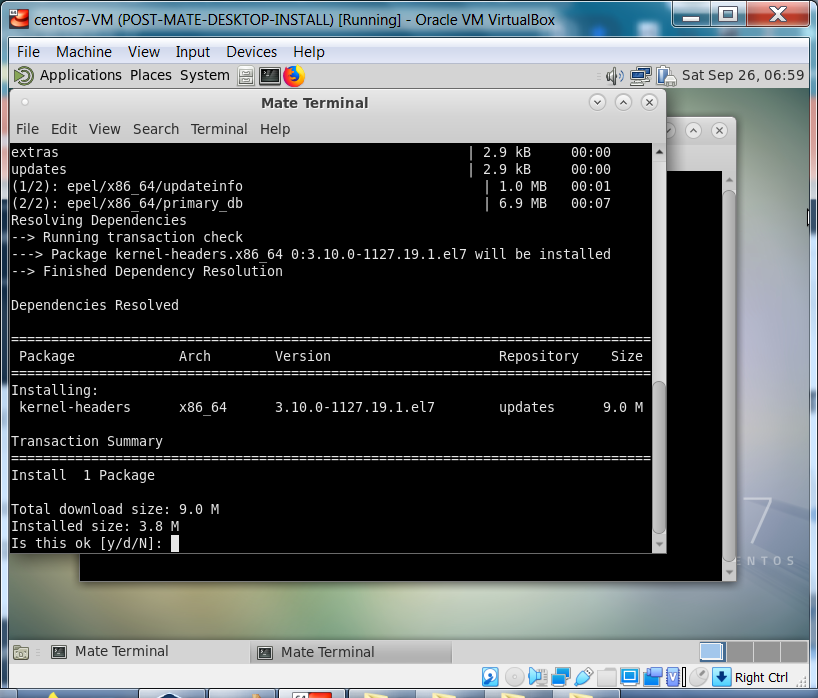 centos7-VM (POST-MATE-DESKTOP-INSTALL) [Running] - Oracle VM VirtualBox
File Machine View Input Devices Help
Applications Places System Sat Sep 26, 06:59
Mate Terminal
File Edit View Search Terminal Help
extras | 2.9 kB 00:00
updates | 2.9 kB 00:00
(1/2): epel/x86_64/updateinfo | 1.0 MB 00:01
(2/2): epel/x86_64/primary_db | 6.9 MB 00:07
Resolving Dependencies
--> Running transaction check
---> Package kernel-headers.x86_64 0:3.10.0-1127.19.1.el7 will be installed
--> Finished Dependency Resolution
Dependencies Resolved
================================================================================
Package Arch Version Repository Size
================================================================================
Installing:
kernel-headers x86_64 3.10.0-1127.19.1.el7 updates 9.0 M
Transaction Summary
================================================================================
Install 1 Package
Total download size: 9.0 M
Installed size: 3.8 M
Is this ok [y/d/N]:
7
ENTOS
Mate Terminal Mate Terminal
Right Ctrl